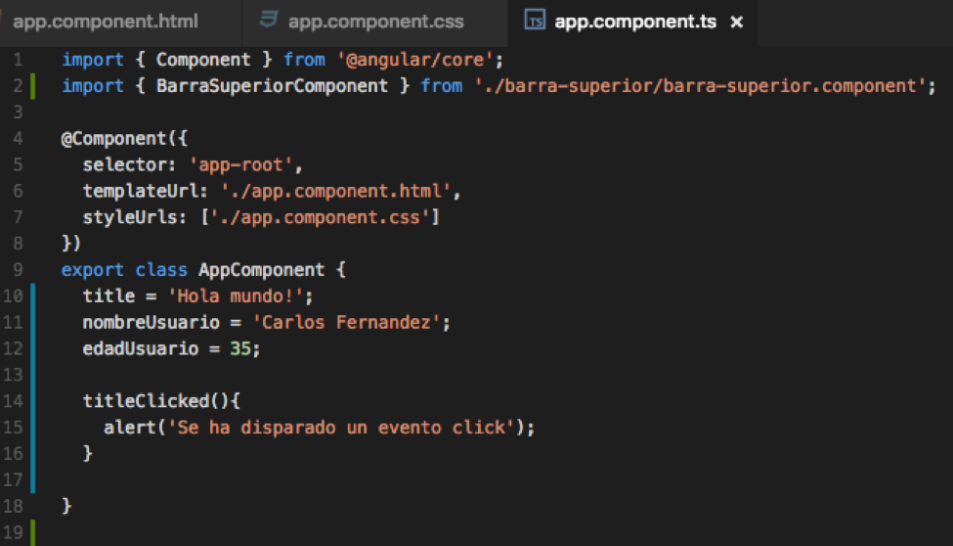 app.component.html app.component.css TS app.component.ts ×
1 import { Component } from '@angular/core';
2 import { BarraSuperiorComponent } from './barra-superior/barra-superior.component';
3
4 @Component({
5   selector: 'app-root',
6   templateUrl: './app.component.html',
7   styleUrls: ['./app.component.css']
8 })
9 export class AppComponent {
10   title = 'Hola mundo!';
11   nombreUsuario = 'Carlos Fernandez';
12   edadUsuario = 35;
13
14   titleClicked(){
15     alert('Se ha disparado un evento click');
16   }
17
18 }
19